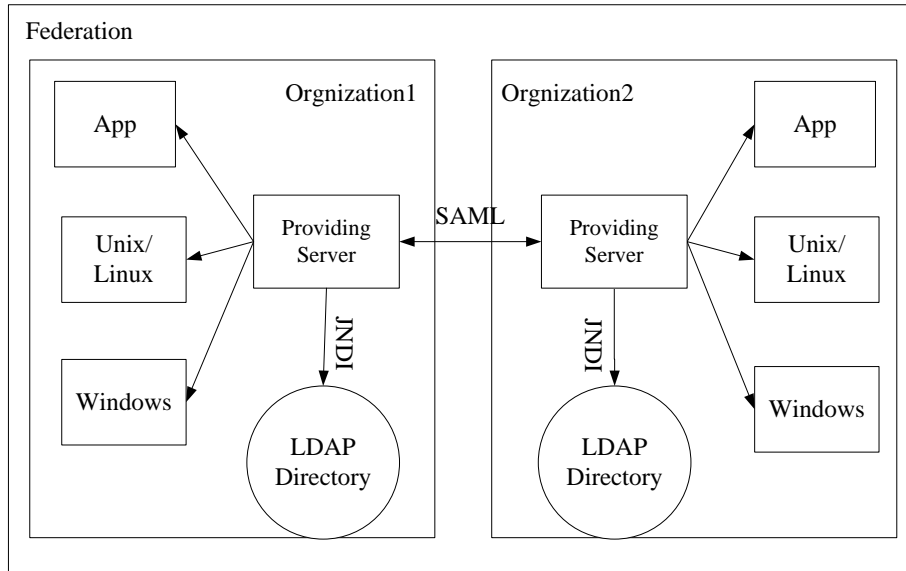 Federation
Orgnization1
App
Unix/
Linux
Windows
Providing
Server
JNDI
LDAP
Directory
SAML
Orgnization2
Providing
Server
JNDI
LDAP
Directory
App
Unix/
Linux
Windows